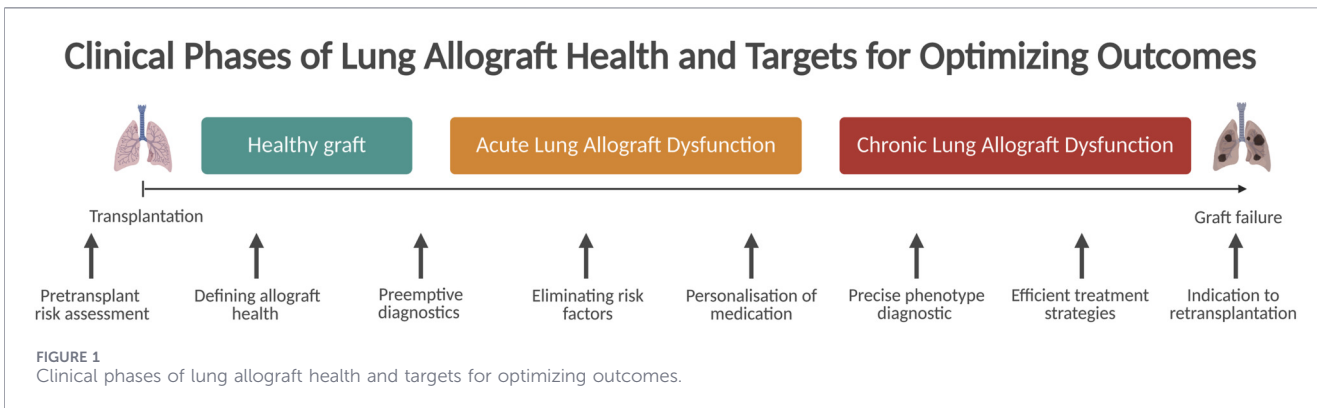 Clinical Phases of Lung Allograft Health and Targets for Optimizing Outcomes
Healthy graft
Acute Lung Allograft Dysfunction
Chronic Lung Allograft Dysfunction
Transplantation
Graft failure
Pretransplant
risk assessment
Defining allograft
health
Preemptive
diagnostics
Eliminating risk
factors
Personalisation of
medication
Precise phenotype
diagnostic
Efficient treatment
strategies
Indication to
retransplantation
FIGURE 1
Clinical phases of lung allograft health and targets for optimizing outcomes.